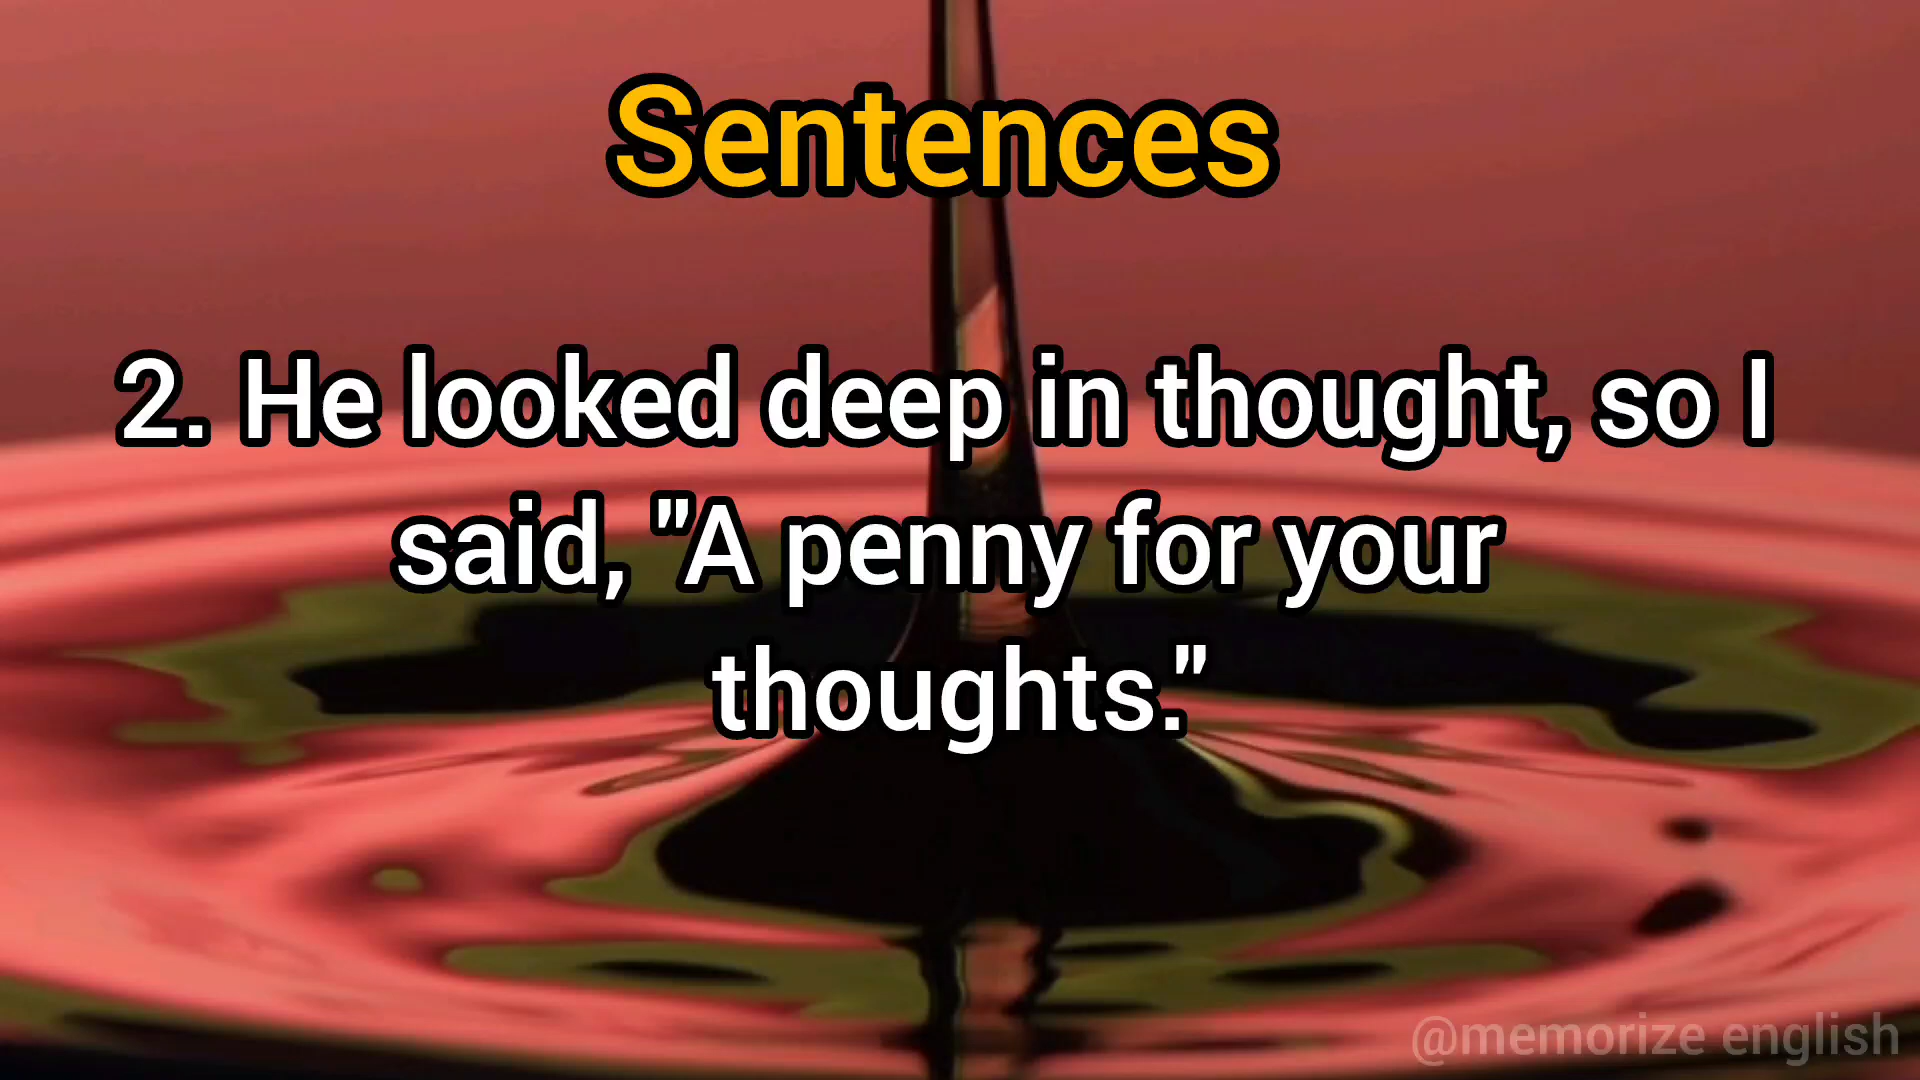 Sentences
2. He looked deep in thought, so I
said, "A penny for your
thoughts."
@memorize english